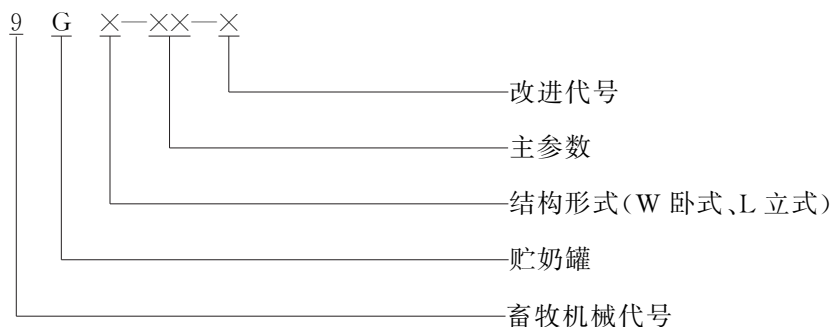 9 G ×—××—×
改进代号
主参数
结构形式(W 卧式、L 立式)
贮奶罐
畜牧机械代号